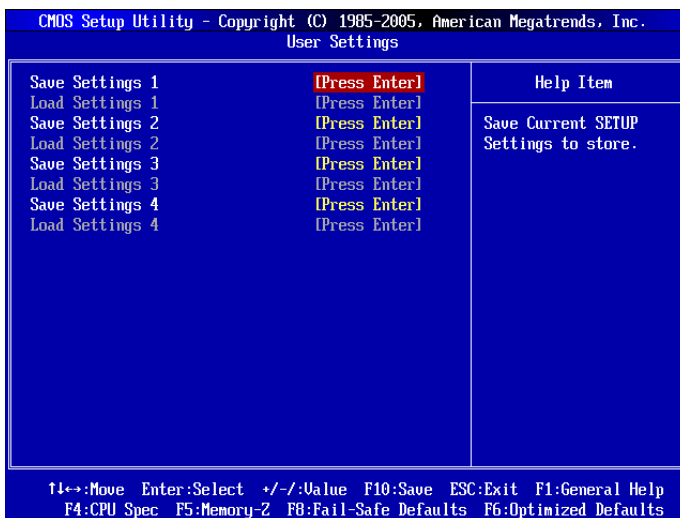 CMOS Setup Utility - Copyright (C) 1985-2005, American Megatrends, Inc.
User Settings
Save Settings 1 [Press Enter]
Load Settings 1 [Press Enter]
Save Settings 2 [Press Enter]
Load Settings 2 [Press Enter]
Save Settings 3 [Press Enter]
Load Settings 3 [Press Enter]
Save Settings 4 [Press Enter]
Load Settings 4 [Press Enter]
Help Item
Save Current SETUP
Settings to store.
↑↓←→:Move Enter:Select +/-/:Value F10:Save ESC:Exit F1:General Help
F4:CPU Spec F5:Memory-Z F8:Fail-Safe Defaults F6:Optimized Defaults